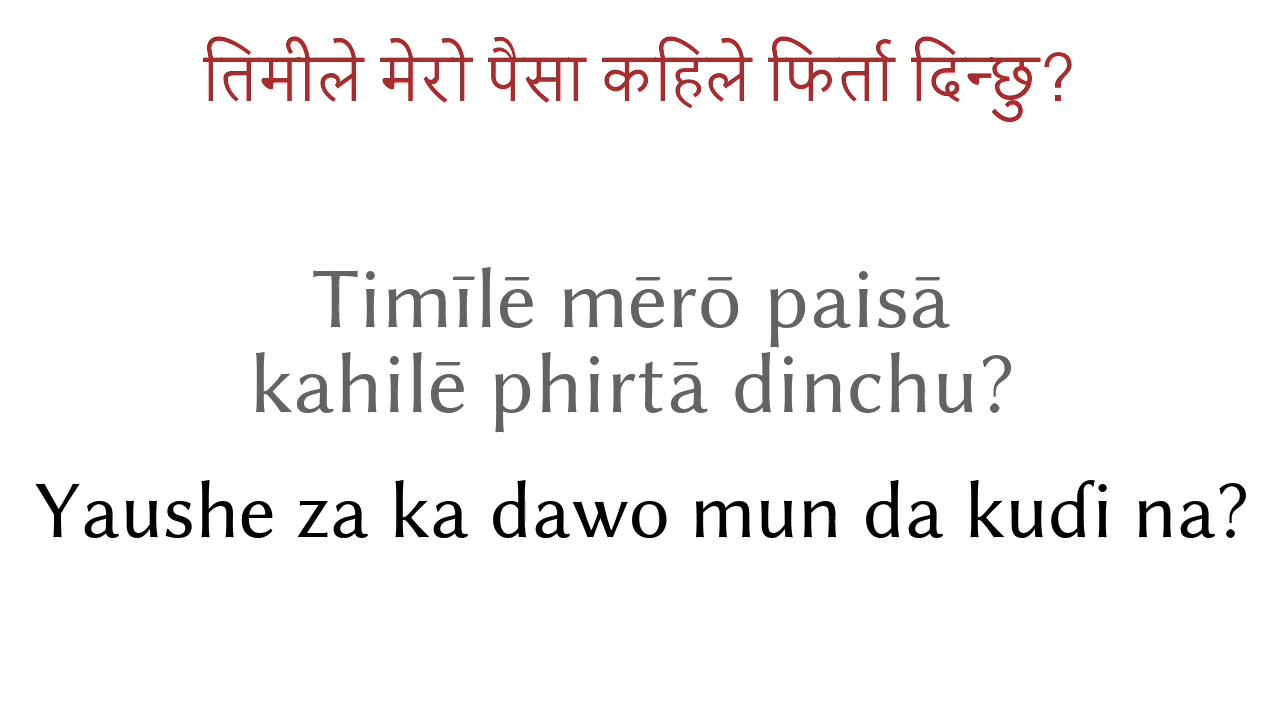 तिमीले मेरो पैसा कहिले फिर्ता दिन्छु?
Timīlē mērō paisā
kahilē phirtā dinchu?
Yaushe za ka dawo mun da kuɗi na?